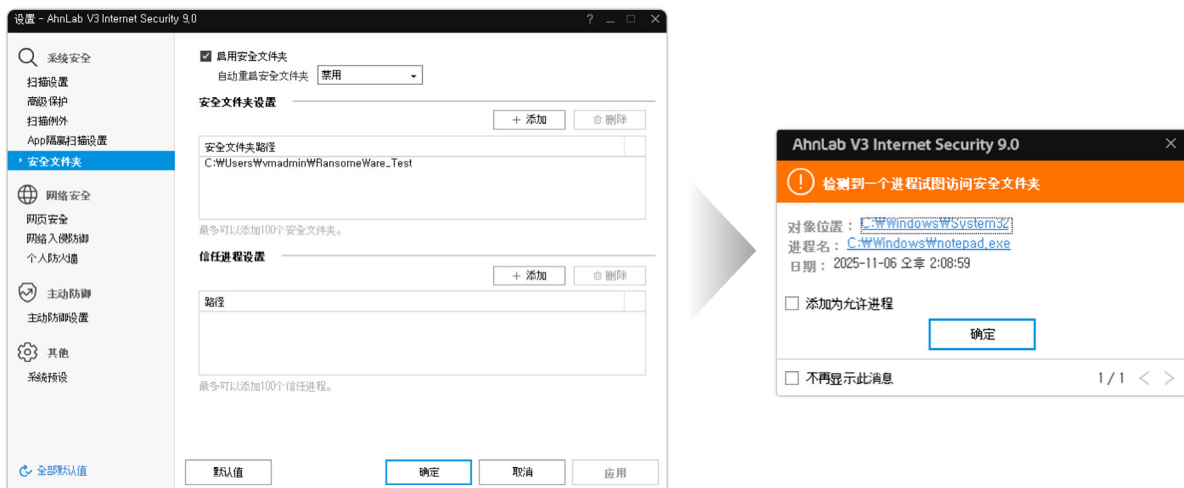 设置 - AhnLab V3 Internet Security 9.0
系统安全
扫描设置
高级保护
扫描例外
App隔离扫描设置
安全文件夹
网络安全
网页安全
网络入侵防御
个人防火墙
主动防御
主动防御设置
其他
系统预设
全部默认值
启用安全文件夹
自动重启安全文件夹 禁用
安全文件夹设置
+ 添加 删除
安全文件夹路径
C:₩Users₩vmadmin₩RansomeWare_Test
最多可以添加100个安全文件夹。
信任进程设置
+ 添加 删除
路径
最多可以添加100个信任进程。
默认值 确定 取消 应用
AhnLab V3 Internet Security 9.0
检测到一个进程试图访问安全文件夹
对象位置： C:₩Windows₩System32
进程名： C:₩Windows₩notepad.exe
日期： 2025-11-06 오후 2:08:59
添加为允许进程
确定
不再显示此消息 1 / 1